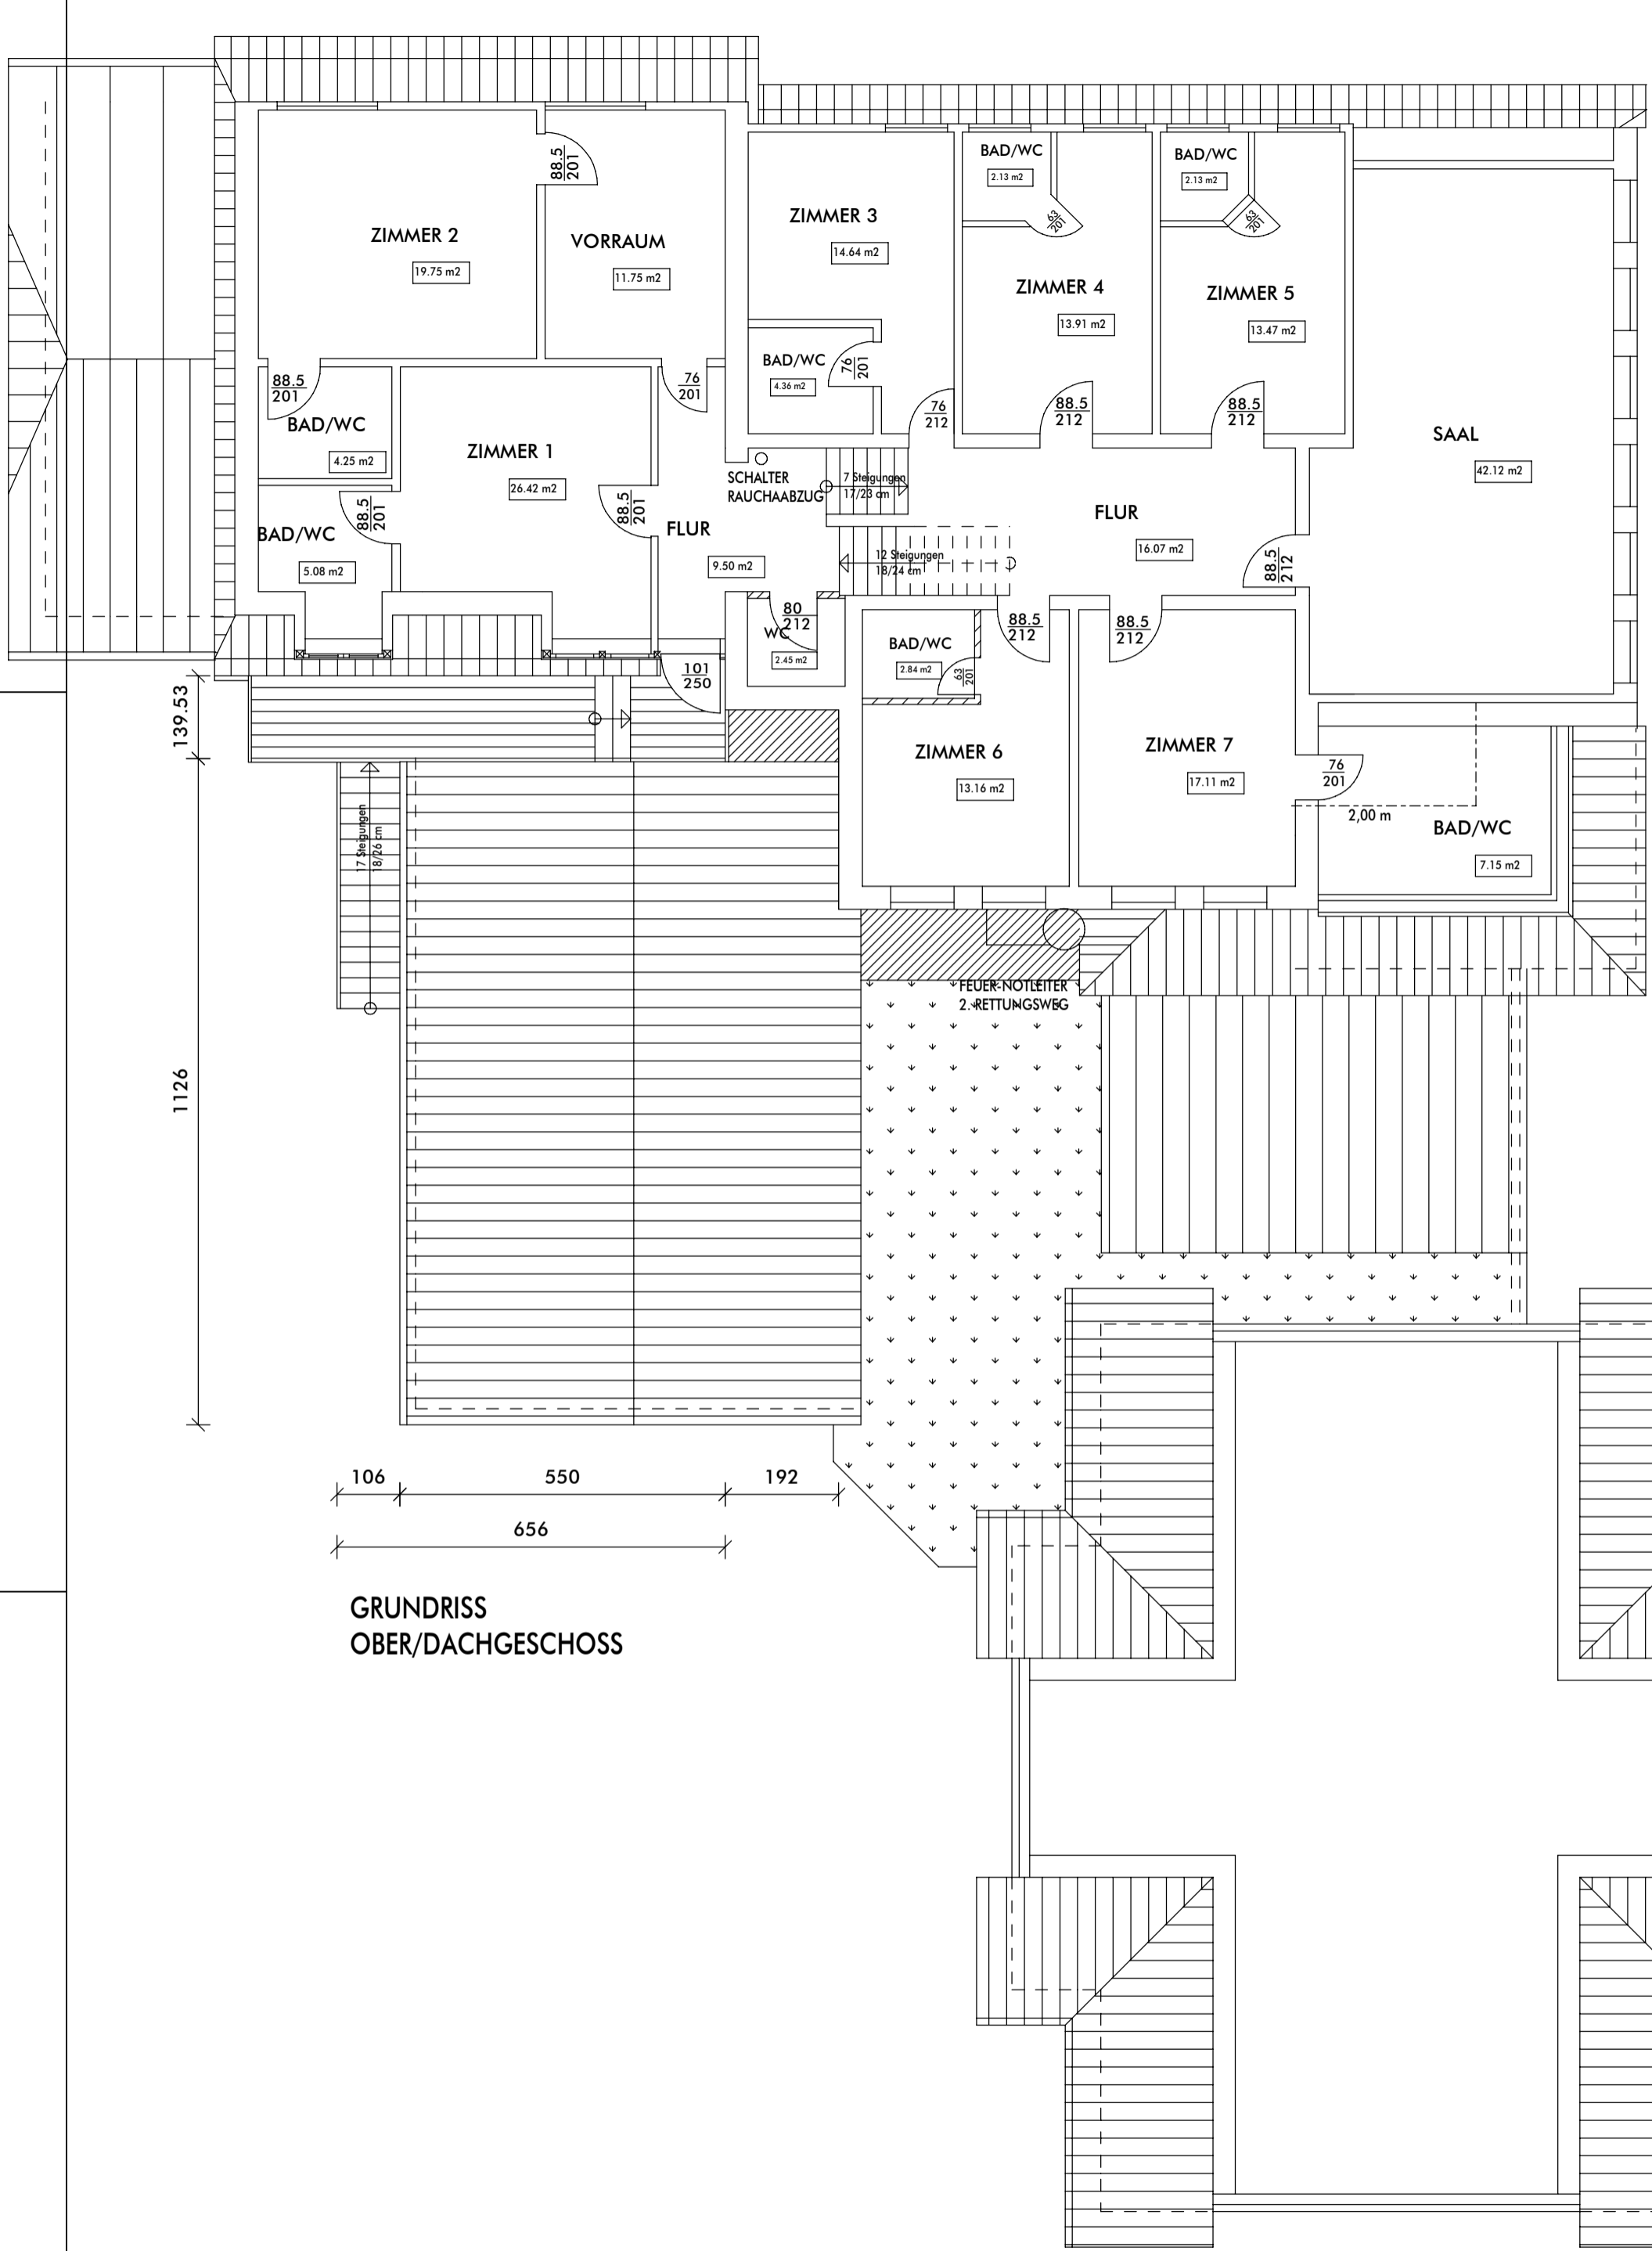 BAD/WC
2.13 m2
63
201
BAD/WC
2.13 m2
63
201
88.5
201
ZIMMER 2
19.75 m2
VORRAUM
11.75 m2
ZIMMER 3
14.64 m2
ZIMMER 4
13.91 m2
ZIMMER 5
13.47 m2
88.5
201
BAD/WC
4.25 m2
76
201
BAD/WC
4.36 m2
76
201
76
212
88.5
212
88.5
212
SAAL
42.12 m2
ZIMMER 1
26.42 m2
88.5
201
88.5
201
BAD/WC
5.08 m2
SCHALTER
RAUCHAABZUG
7 Steigungen
17/23 cm
FLUR
9.50 m2
12 Steigungen
18/24 cm
FLUR
16.07 m2
88.5
212
80
212
WC
2.45 m2
BAD/WC
2.84 m2
63
201
88.5
212
88.5
212
101
250
139.53
ZIMMER 6
13.16 m2
ZIMMER 7
17.11 m2
76
201
2,00 m
BAD/WC
7.15 m2
17 Steigungen
18/26 cm
FEUER-NOTLEITER
2. RETTUNGSWEG
1126
106
550
192
656
GRUNDRISS
OBER/DACHGESCHOSS